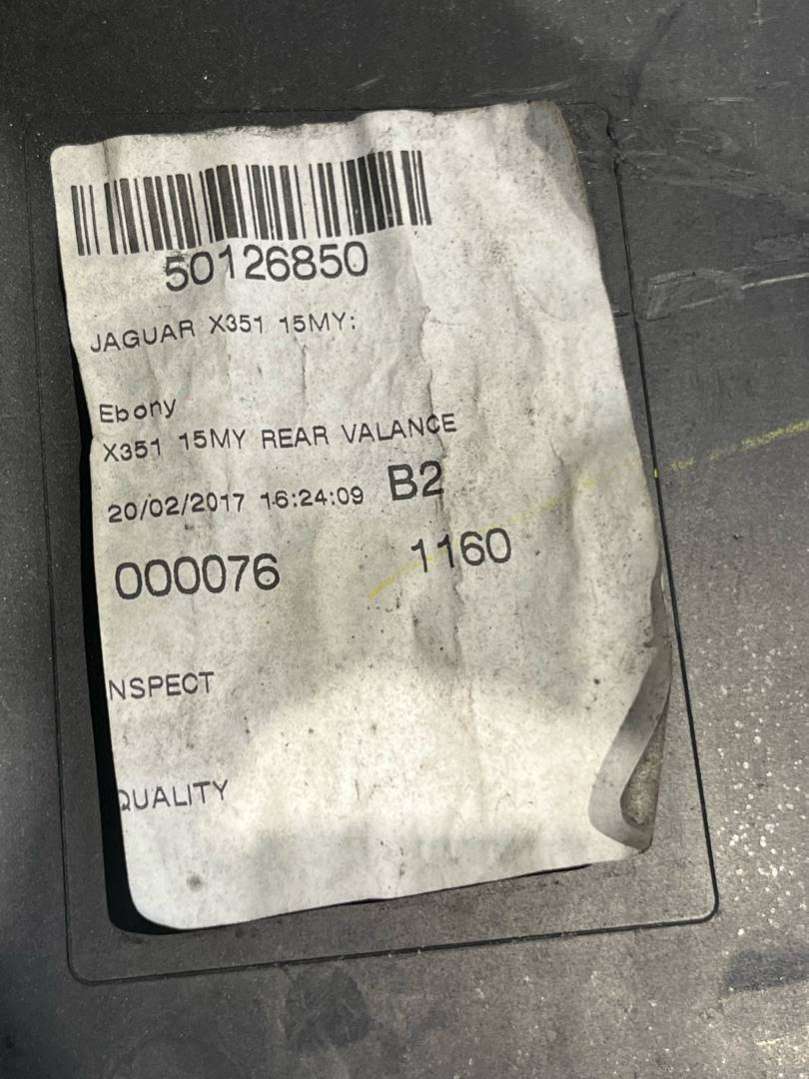 50126850
JAGUAR X351 15MY:
Ebony
X351 15MY REAR VALANCE
20/02/2017 16:24:09 B2
000076 1160
NSPECT
QUALITY